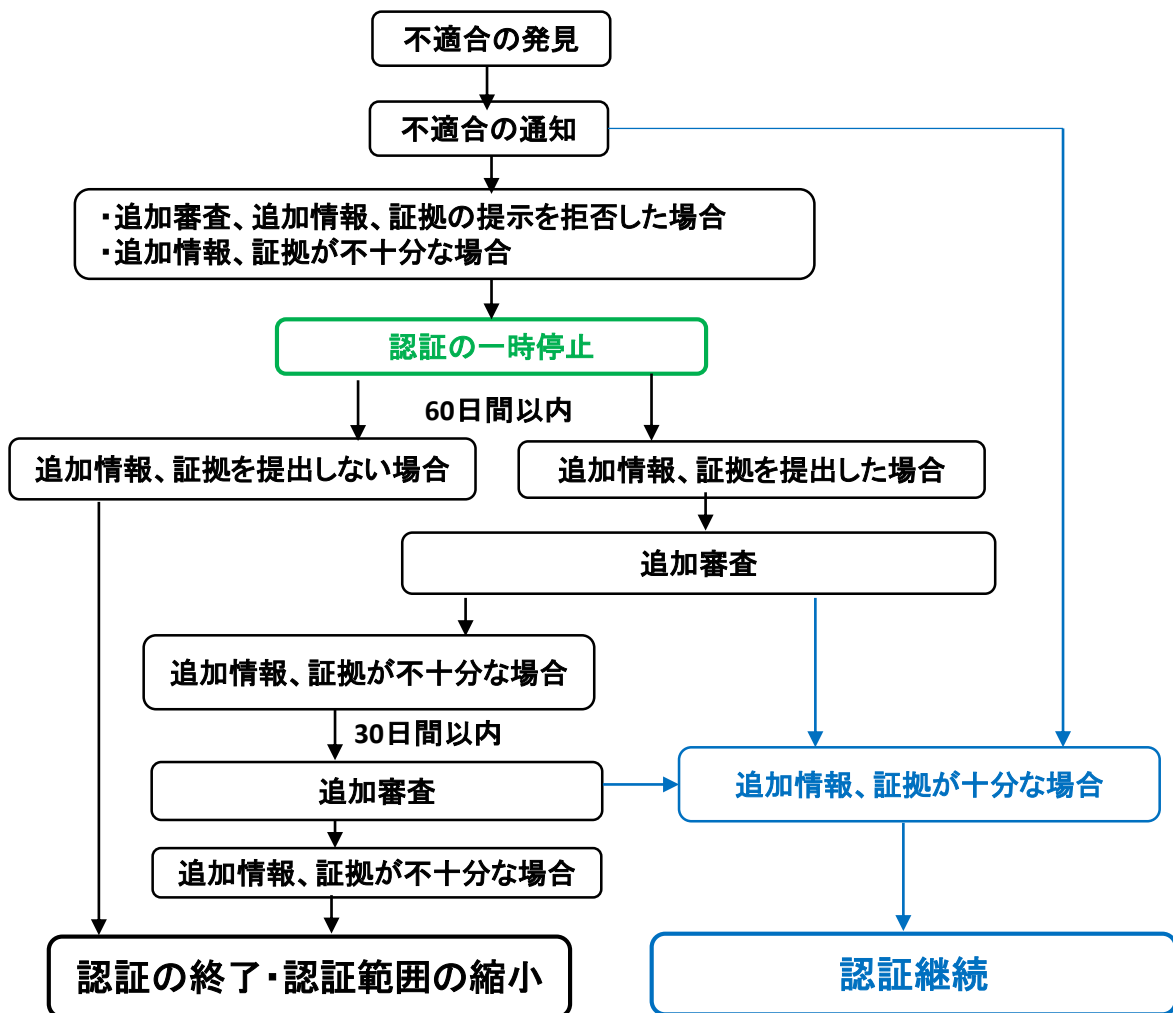 不適合の発見
不適合の通知
・追加審査、追加情報、証拠の提示を拒否した場合
・追加情報、証拠が不十分な場合
認証の一時停止
60日間以内
追加情報、証拠を提出しない場合
追加情報、証拠を提出した場合
追加審査
追加情報、証拠が不十分な場合
30日間以内
追加審査
追加情報、証拠が十分な場合
追加情報、証拠が不十分な場合
認証の終了・認証範囲の縮小
認証継続